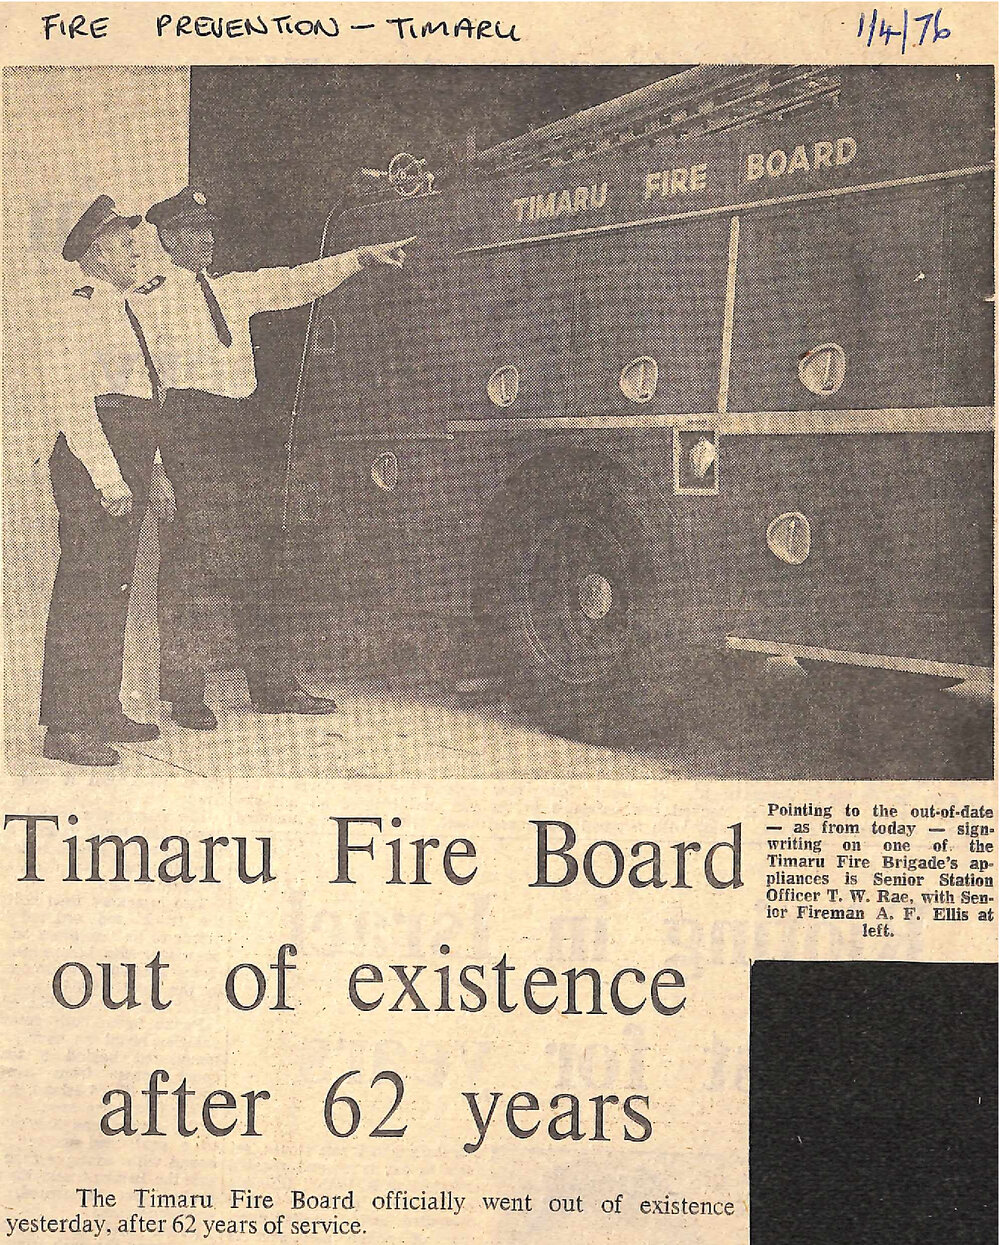 FIRE PREVENTION — TIMARU 1/4/76
TIMARU FIRE BOARD
Timaru Fire Board
out of existence
after 62 years
Pointing to the out-of-date
— as from today — sign-
writing on one of the
Timaru Fire Brigade's ap-
pliances is Senior Station
Officer T. W. Rae, with Sen-
ior Fireman A. F. Ellis at
left.
The Timaru Fire Board officially went out of existence
yesterday, after 62 years of service.